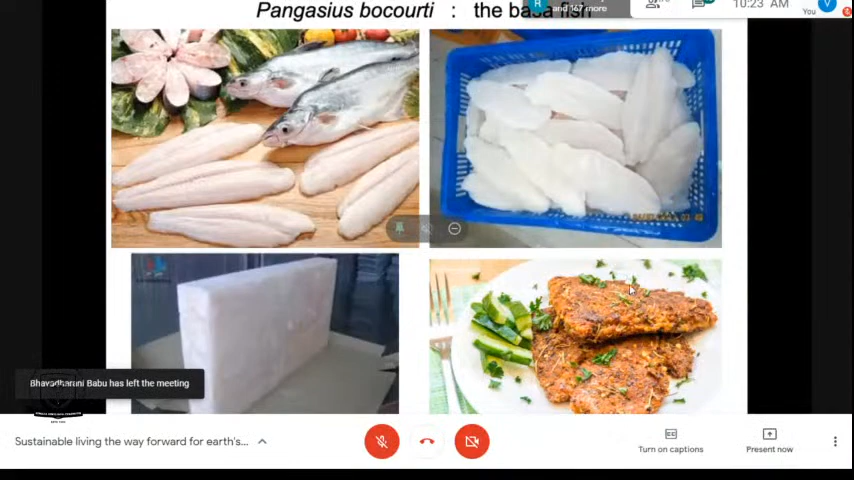 Pangasius bocourti : the basa fish
R
and 167 more
10:23 AM
You
V
Bhavadharani Babu has left the meeting
Sustainable living the way forward for earth's...
Turn on captions
Present now